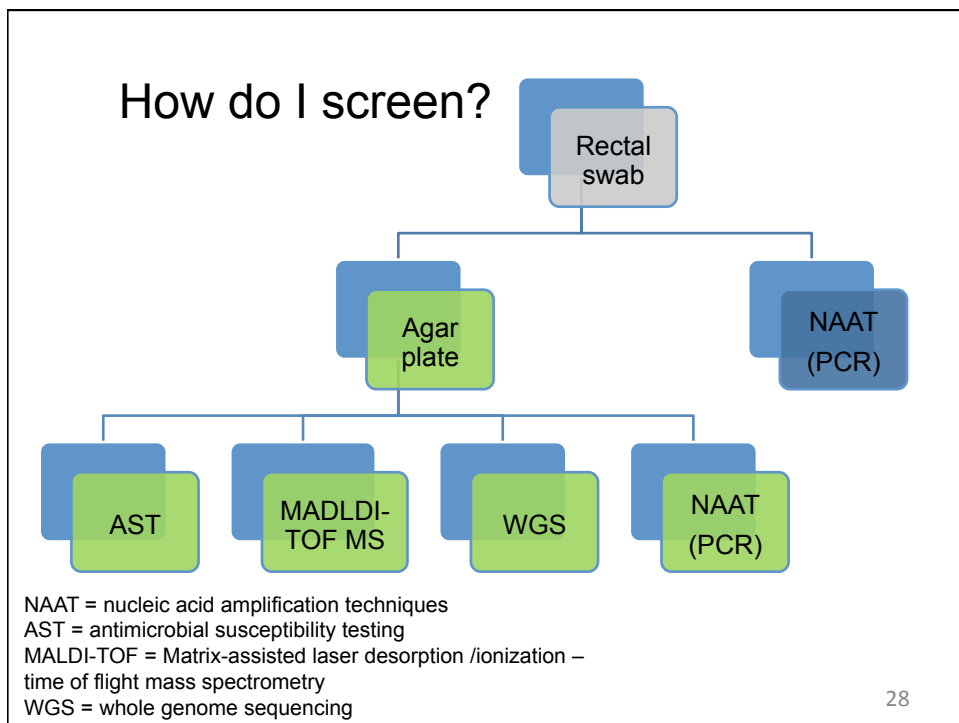 How do I screen?
Rectal
swab
Agar
plate
NAAT
(PCR)
AST
MADLDI-
TOF MS
WGS
NAAT
(PCR)
NAAT = nucleic acid amplification techniques
AST = antimicrobial susceptibility testing
MALDI-TOF = Matrix-assisted laser desorption /ionization –
time of flight mass spectrometry
WGS = whole genome sequencing
28